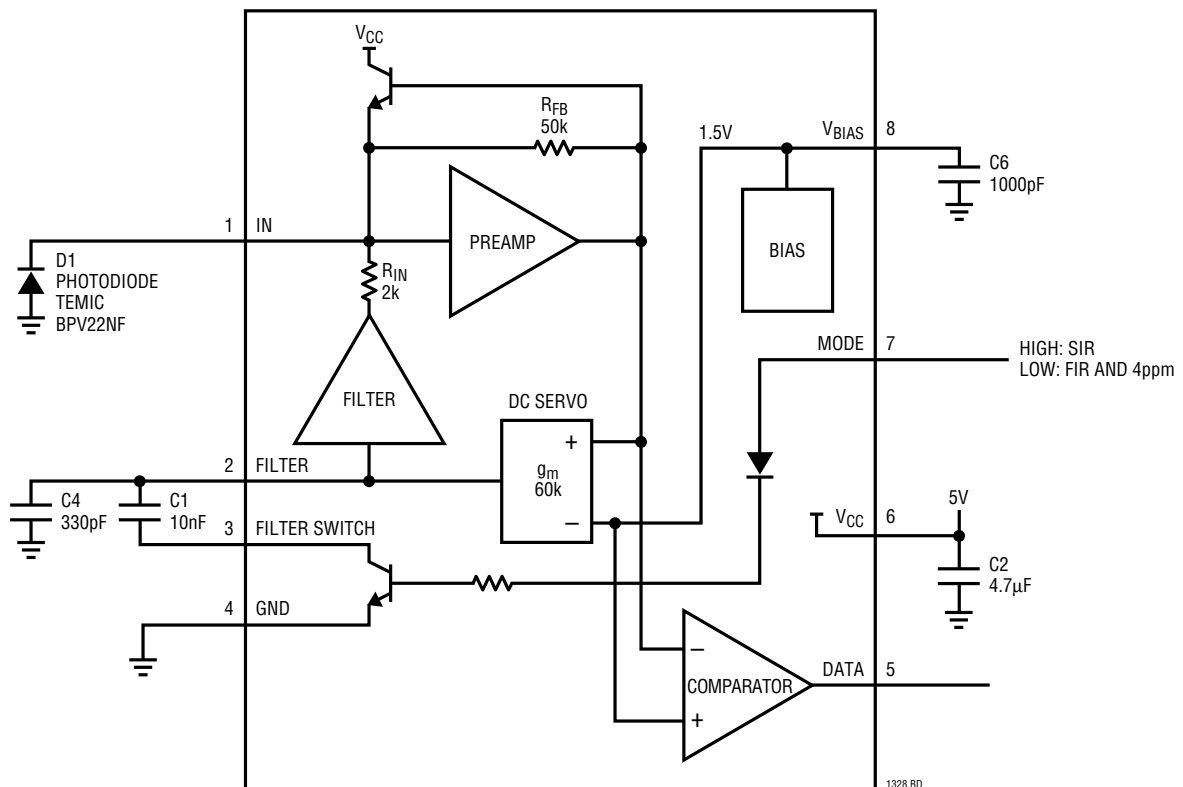 VCC
RFB
50k
1.5V
VBIAS
8
C6
1000pF
1
IN
PREAMP
BIAS
D1
PHOTODIODE
TEMIC
BPV22NF
RIN
2k
MODE
7
HIGH: SIR
LOW: FIR AND 4ppm
FILTER
DC SERVO
+
gm
60k
–
2
FILTER
C4
330pF
C1
10nF
3
FILTER SWITCH
5V
VCC
6
C2
4.7µF
4
GND
–
COMPARATOR
+
DATA
5
1328 BD